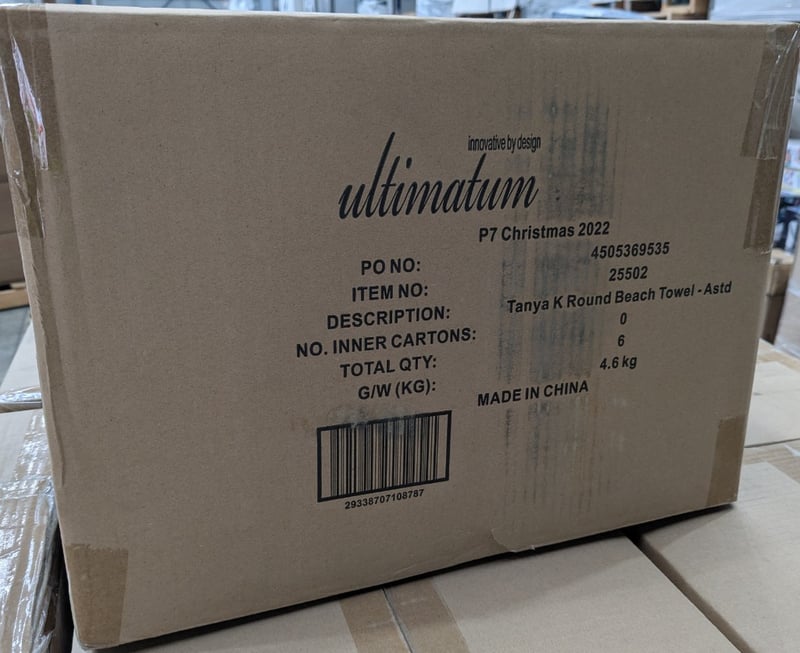 innovative by design
ultimatum
P7 Christmas 2022
PO NO: 4505369535
ITEM NO: 25502
DESCRIPTION: Tanya K Round Beach Towel - Astd
NO. INNER CARTONS: 0
TOTAL QTY: 6
G/W (KG): 4.6 kg
MADE IN CHINA
29338707108787